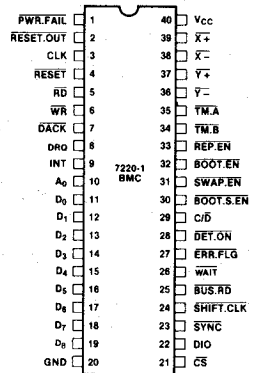 PWR.FAIL 1 40 VCC
RESET.OUT 2 39 X+
CLK 3 38 X-
RESET 4 37 Y+
RD 5 36 Y-
WR 6 35 TM.A
DACK 7 34 TM.B
DRQ 8 33 REP.EN
INT 9 32 BOOT.EN
A0 10 31 SWAP.EN
7220-1
BMC
D0 11 30 BOOT.S.EN
D1 12 29 C/D
D2 13 28 DET.ON
D3 14 27 ERR.FLG
D4 15 26 WAIT
D5 16 25 BUS.RD
D6 17 24 SHIFT.CLK
D7 18 23 SYNC
D8 19 22 DIO
GND 20 21 CS